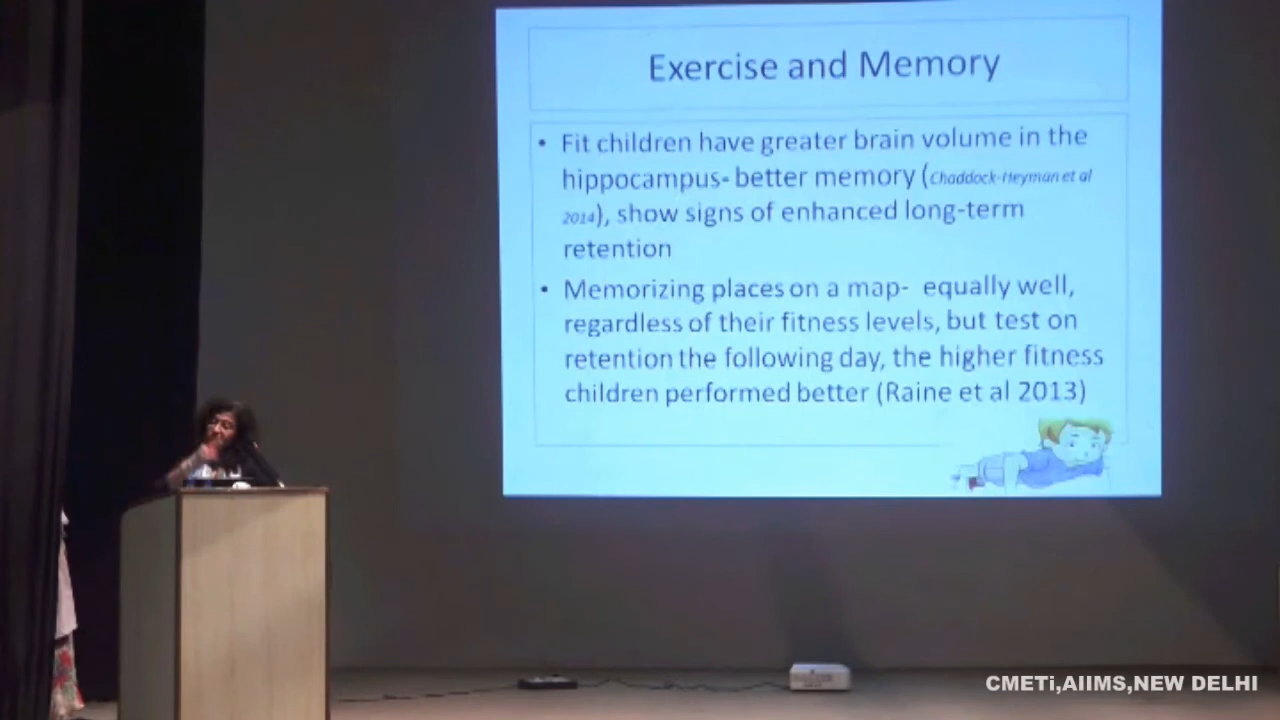 Exercise and Memory
• Fit children have greater brain volume in the
hippocampus- better memory (Chaddock-Heyman et al
2014), show signs of enhanced long-term
retention
• Memorizing places on a map- equally well,
regardless of their fitness levels, but test on
retention the following day, the higher fitness
children performed better (Raine et al 2013)
CMETi,AIIMS,NEW DELHI